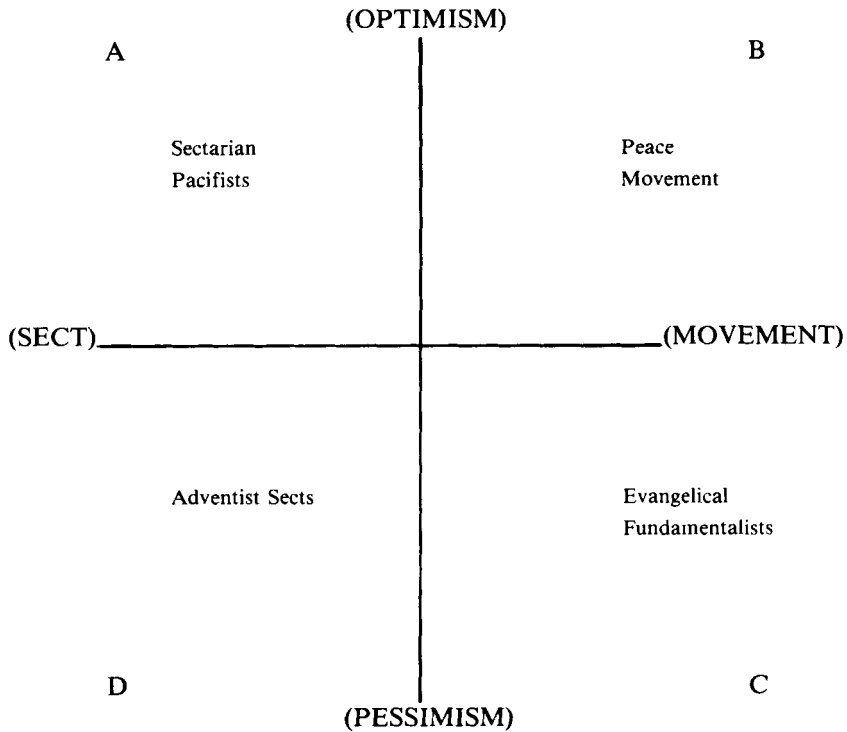 (OPTIMISM)
A
B
Sectarian
Pacifists
Peace
Movement
(SECT)
(MOVEMENT)
Adventist Sects
Evangelical
Fundamentalists
D
C
(PESSIMISM)